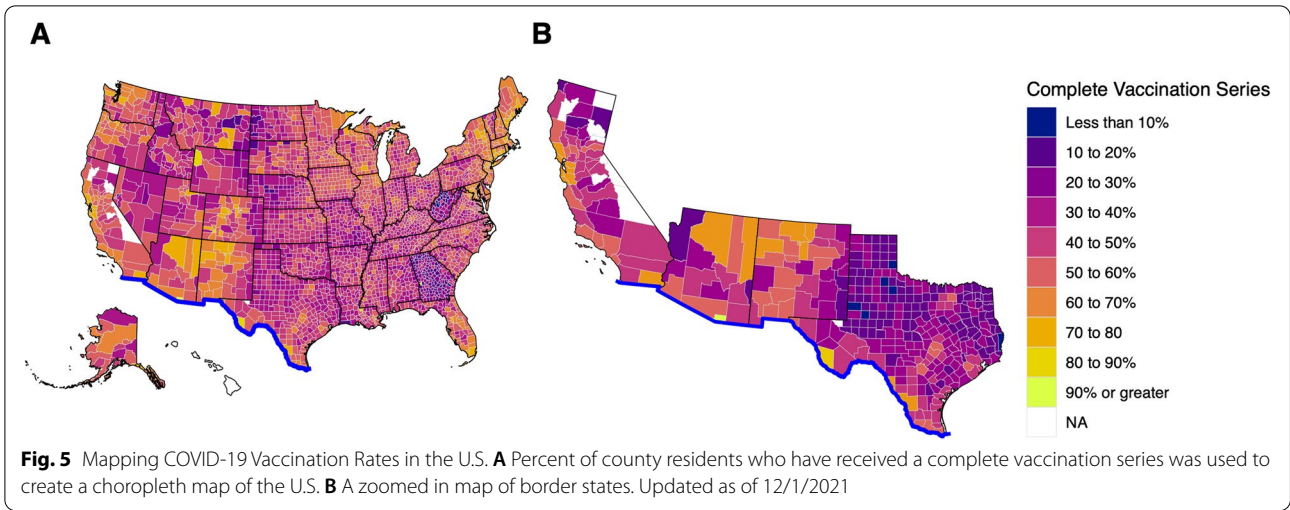 A
B
Complete Vaccination Series
Less than 10%
10 to 20%
20 to 30%
30 to 40%
40 to 50%
50 to 60%
60 to 70%
70 to 80
80 to 90%
90% or greater
NA
Fig. 5 Mapping COVID-19 Vaccination Rates in the U.S. A Percent of county residents who have received a complete vaccination series was used to
create a choropleth map of the U.S. B A zoomed in map of border states. Updated as of 12/1/2021